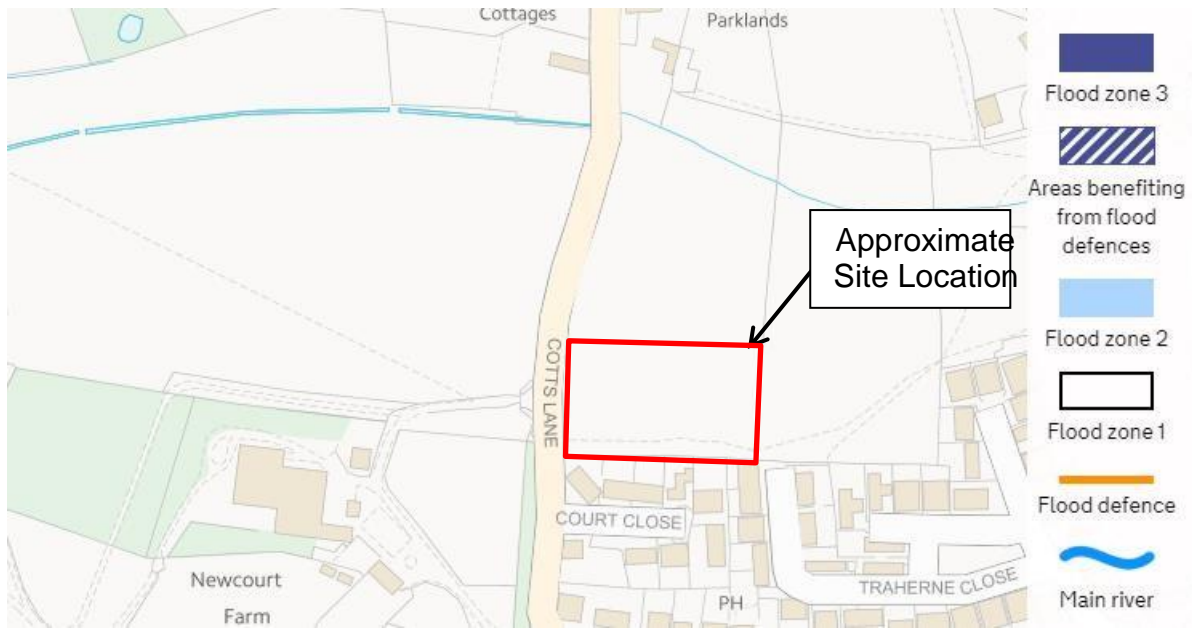 Cottages
Parklands
Approximate
Site Location
COTTS LANE
COURT CLOSE
TRAHERNE CLOSE
PH
Newcourt
Farm
Flood zone 3
Areas benefiting
from flood
defences
Flood zone 2
Flood zone 1
Flood defence
Main river